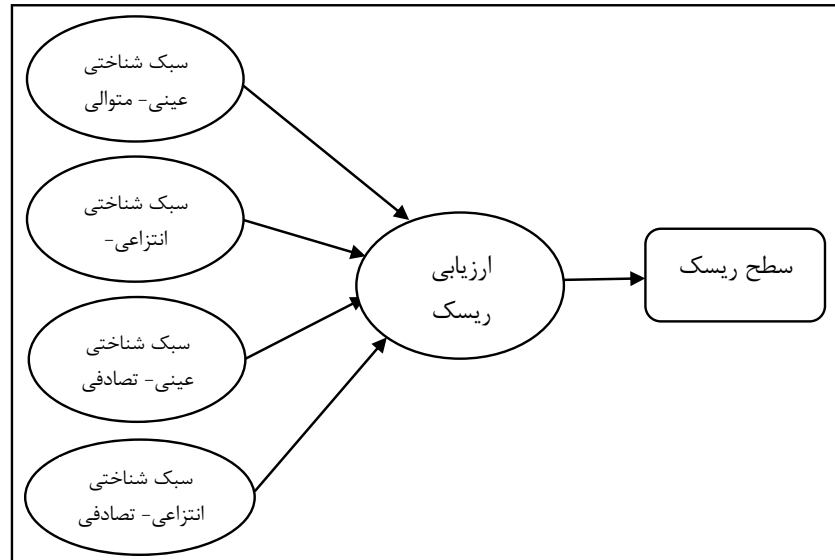 سبک شناختی
عینی- متوالی
سبک شناختی
انتزاعی-
سبک شناختی
عینی- تصادفی
سبک شناختی
انتزاعی- تصادفی
ارزیابی
ریسک
سطح ریسک